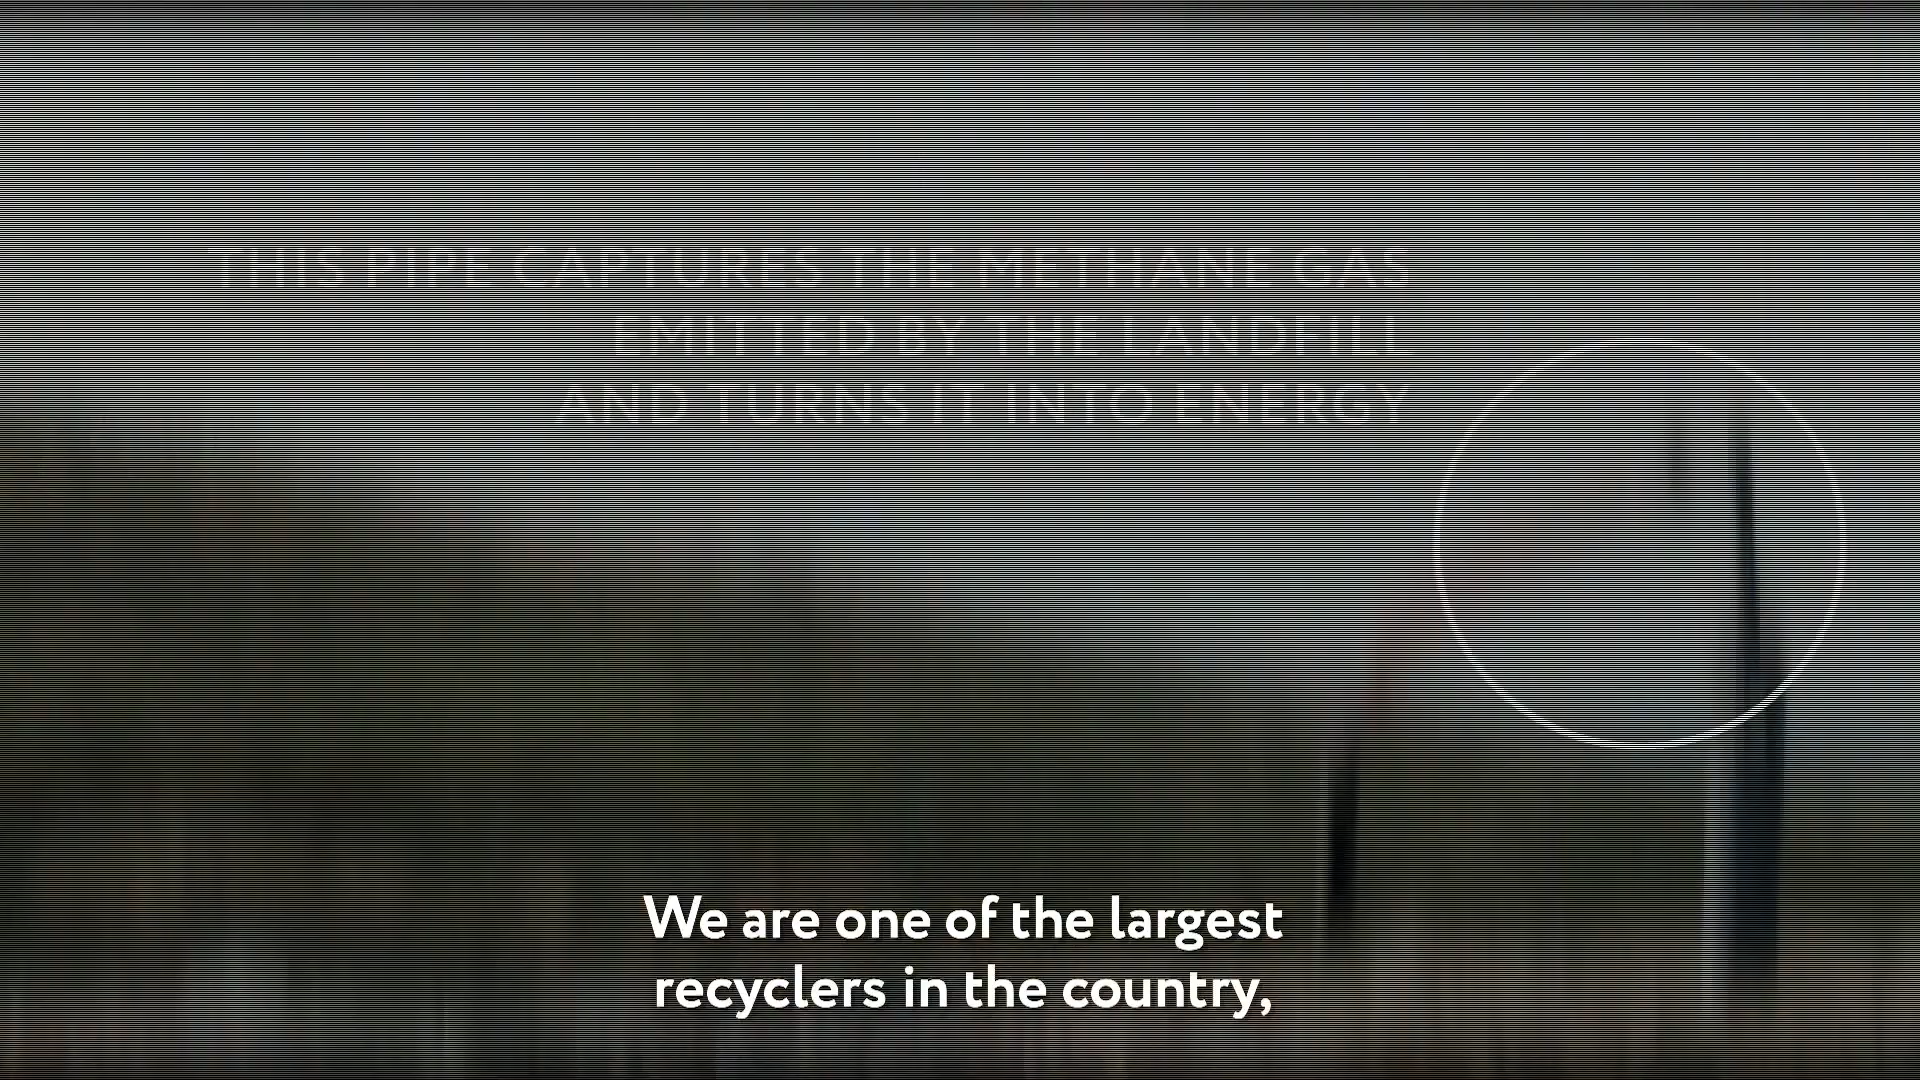 THIS PIPE CAPTURES THE METHANE GAS
EMITTED BY THE LANDFILL
AND TURNS IT INTO ENERGY
We are one of the largest
recyclers in the country,